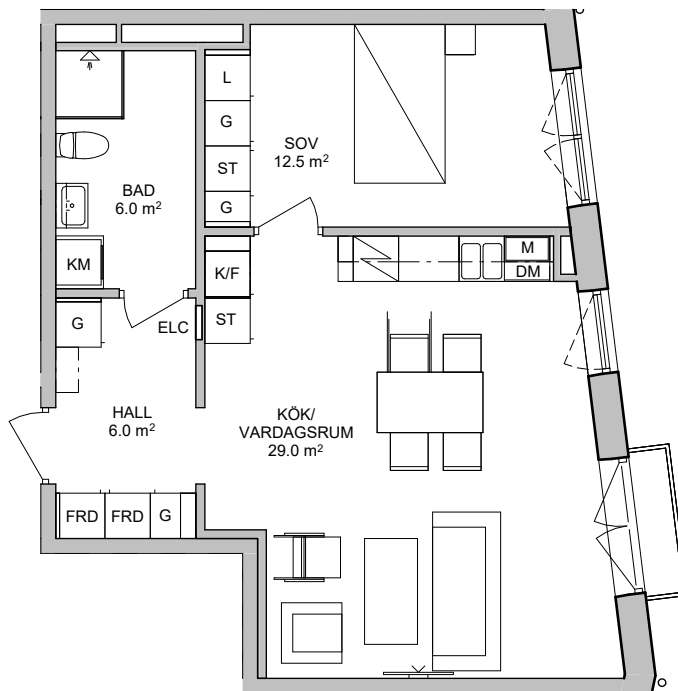 L
G
SOV
12.5 m²
ST
BAD
6.0 m²
G
KM
K/F
M
DM
G
ELC
ST
HALL
6.0 m²
KÖK/
VARDAGSRUM
29.0 m²
FRD
FRD
G